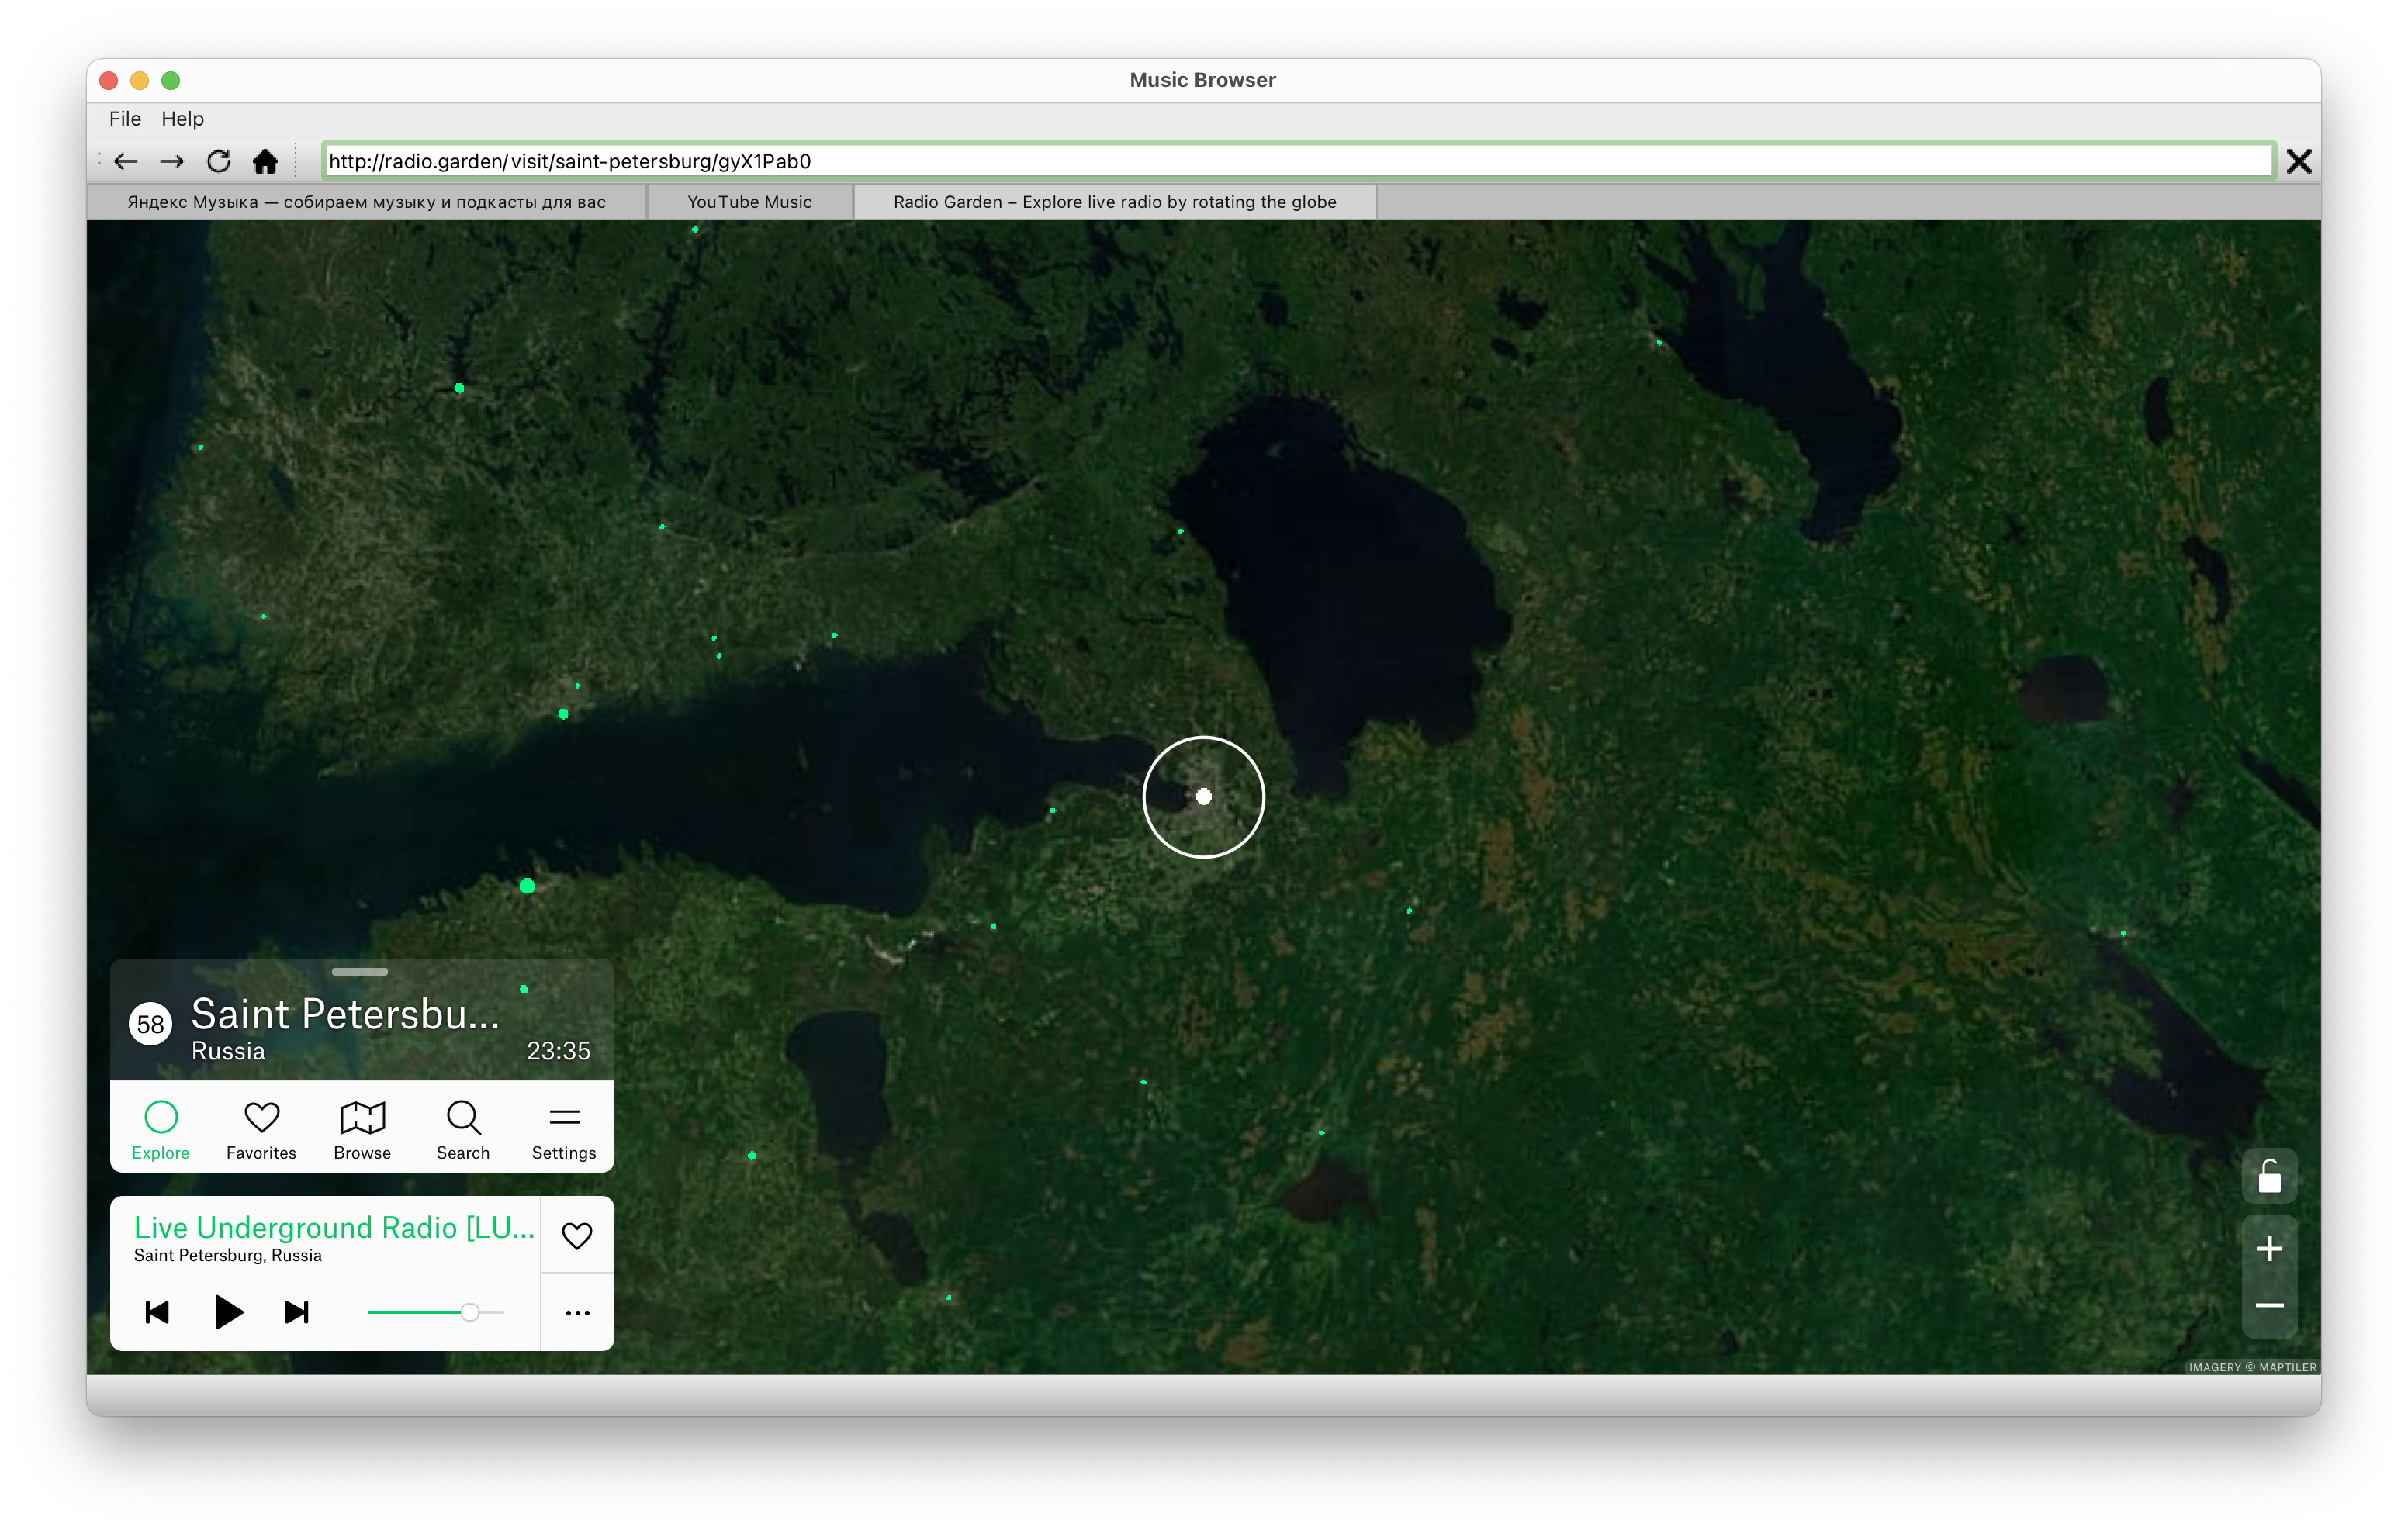 Music Browser
File Help
http://radio.garden/visit/saint-petersburg/gyX1Pab0
Яндекс Музыка — собираем музыку и подкасты для вас
YouTube Music
Radio Garden – Explore live radio by rotating the globe
58
Saint Petersbu...
Russia
23:35
Explore
Favorites
Browse
Search
Settings
Live Underground Radio [LU...
Saint Petersburg, Russia
IMAGERY © MAPTILER